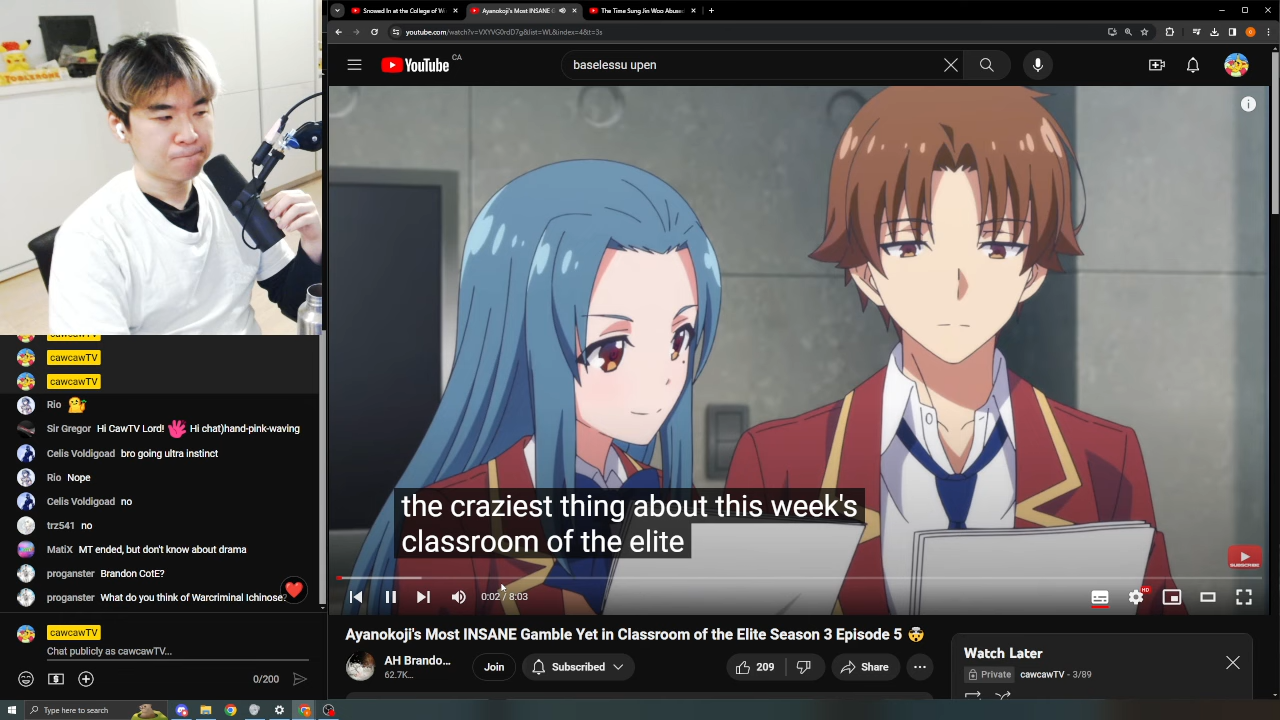 Snowed In at the College of W
Ayanokoji's Most INSANE G
The Time Sung Jin Woo Abuse
youtube.com/watch?v=VXYVG0rdD7g&list=WL&index=4&t=3s
YouTube CA
baselessu upen
TOBLERONE
the craziest thing about this week's
classroom of the elite
SUBSCRIBE
0:02 / 8:03
HD
Ayanokoji's Most INSANE Gamble Yet in Classroom of the Elite Season 3 Episode 5 🤯
AH Brando...
62.7K...
Join
Subscribed
209
Share
Watch Later
Private cawcawTV - 3/89
cawcawTV
cawcawTV
cawcawTV
Rio
Sir Gregor Hi CawTV Lord! Hi chat)hand-pink-waving
Celis Voldigoad bro going ultra instinct
Rio Nope
Celis Voldigoad no
trz541 no
MatiX MT ended, but don't know about drama
proganster Brandon CotE?
proganster What do you think of Warcriminal Ichinose?
cawcawTV
Chat publicly as cawcawTV...
0/200
Type here to search